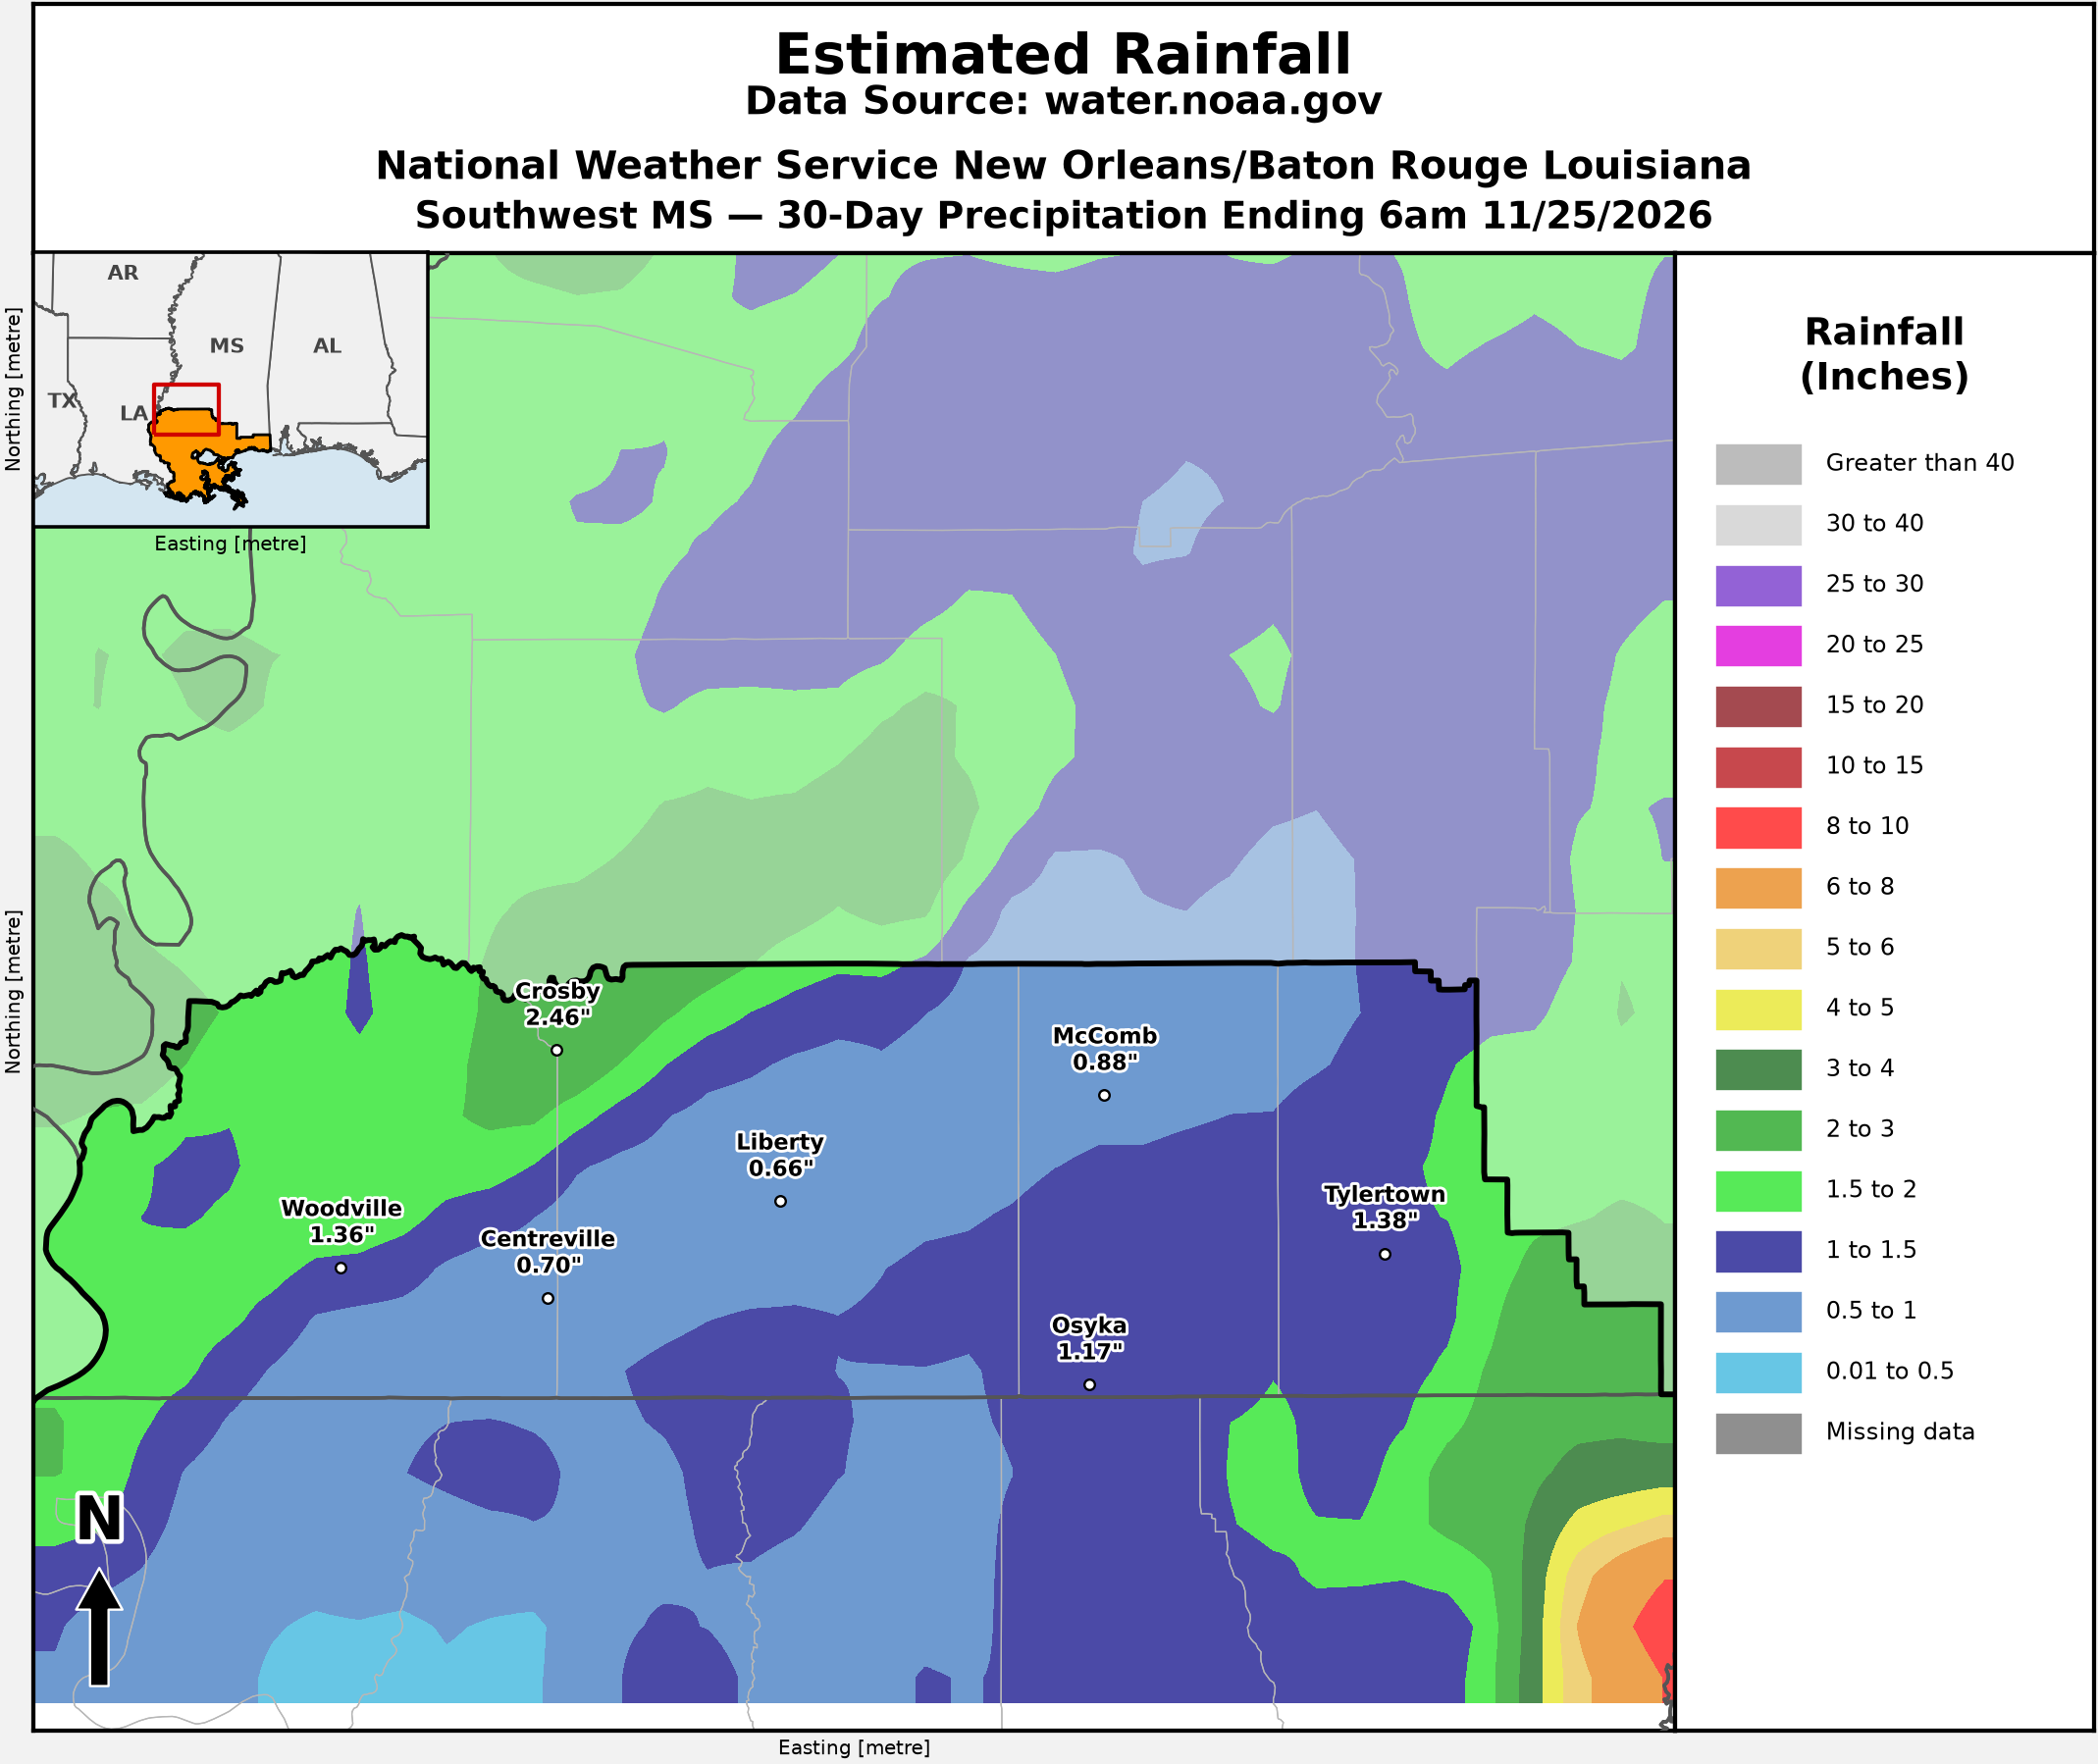 Estimated Rainfall
Data Source: water.noaa.gov
National Weather Service New Orleans/Baton Rouge Louisiana
Southwest MS — 30-Day Precipitation Ending 6am 11/25/2026
AR
MS
AL
TX
LA
Northing [metre]
Easting [metre]
Northing [metre]
Crosby
2.46"
McComb
0.88"
Liberty
0.66"
Woodville
1.36"
Centreville
0.70"
Tylertown
1.38"
Osyka
1.17"
N
Easting [metre]
Rainfall
(Inches)
Greater than 40
30 to 40
25 to 30
20 to 25
15 to 20
10 to 15
8 to 10
6 to 8
5 to 6
4 to 5
3 to 4
2 to 3
1.5 to 2
1 to 1.5
0.5 to 1
0.01 to 0.5
Missing data